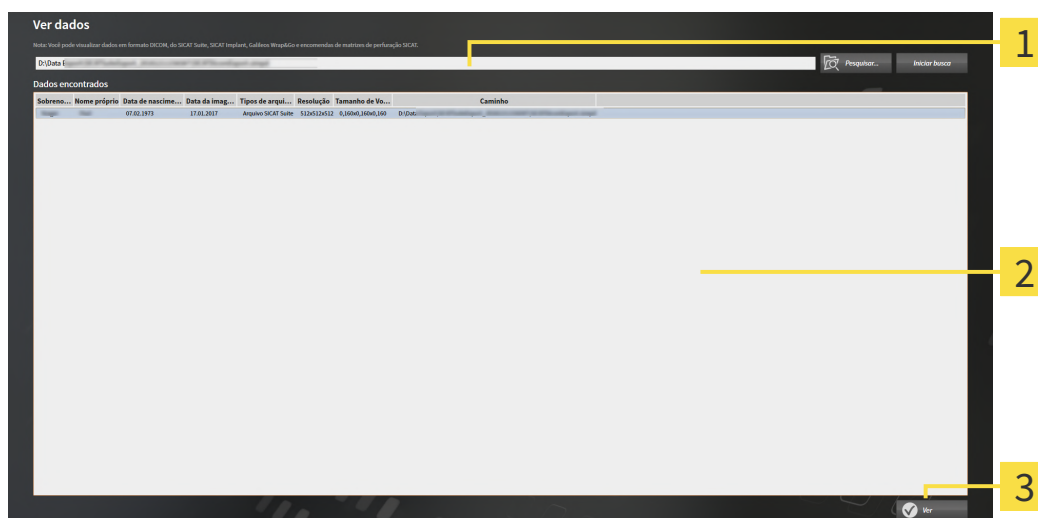 Ver dados
Nota: Você pode visualizar dados em formato DICOM, do SICAT Suite, SICAT Implant, Galileos Wrap&Go e encomendas de matrizes de perfuração SICAT.
D:\Data
Pesquisar...
Iniciar busca
Dados encontrados
Sobreno... Nome próprio Data de nascime... Data da imag... Tipos de arqui... Resolução Tamanho de Vo... Caminho
07.02.1973 17.01.2017 Arquivo SICAT Suite 512x512x512 0,160x0,160x0,160
Ver
1
2
3